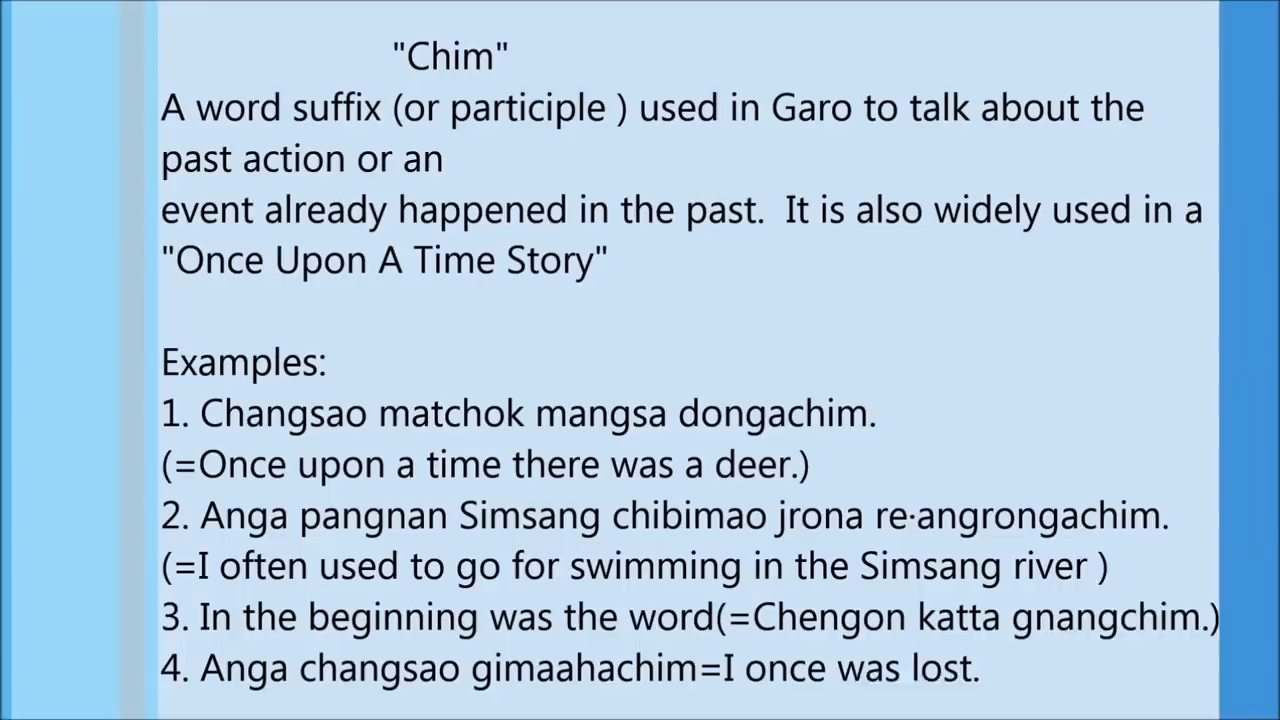 "Chim"
A word suffix (or participle ) used in Garo to talk about the
past action or an
event already happened in the past.  It is also widely used in a
"Once Upon A Time Story"
Examples:
1. Changsao matchok mangsa dongachim.
(=Once upon a time there was a deer.)
2. Anga pangnan Simsang chibimao jrona re·angrongachim.
(=I often used to go for swimming in the Simsang river )
3. In the beginning was the word(=Chengon katta gnangchim.)
4. Anga changsao gimaahachim=I once was lost.